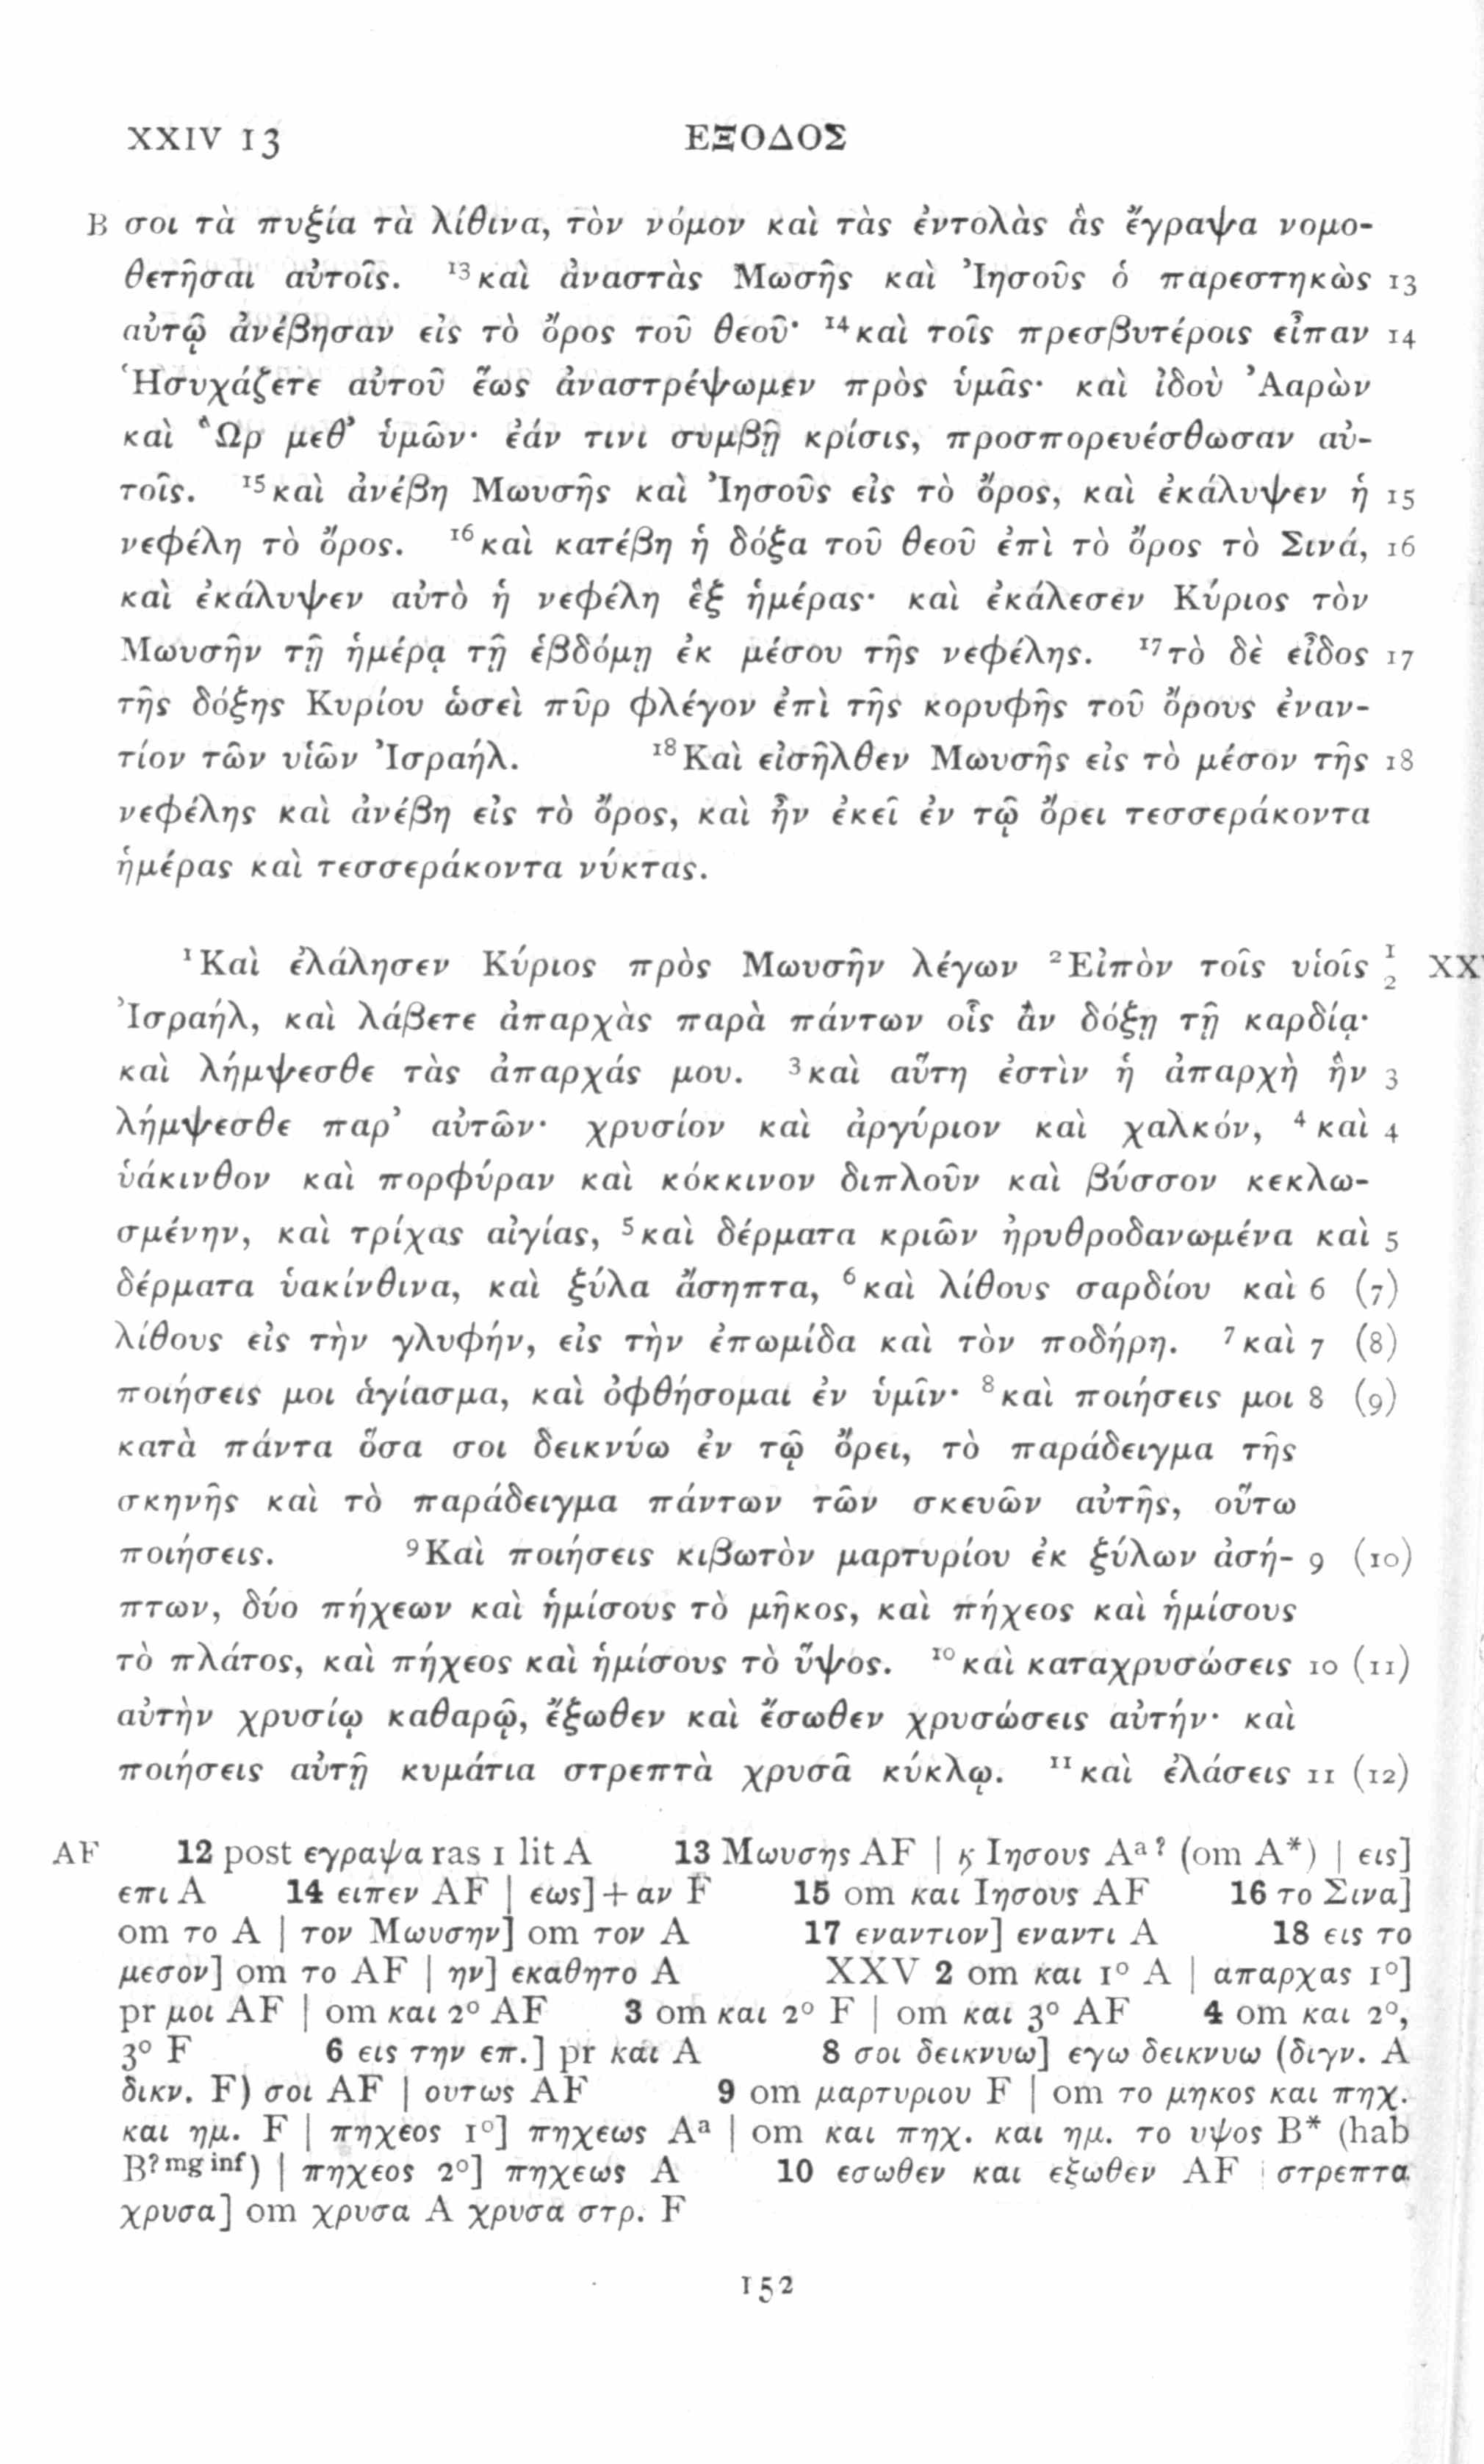 XXIV 13 ΕΞΟΔΟΣ
B σοι τὰ πυξία τὰ λίθινα, τὸν νόμον καὶ τὰς ἐντολὰς ἃς ἔγραψα νομο-
θετῆσαι αὐτοῖς. ¹³καὶ ἀναστὰς Μωσῆς καὶ Ἰησοῦς ὁ παρεστηκὼς 13
αὐτῷ ἀνέβησαν εἰς τὸ ὄρος τοῦ θεοῦ· ¹⁴καὶ τοῖς πρεσβυτέροις εἶπαν 14
Ἡσυχάζετε αὐτοῦ ἕως ἀναστρέψωμεν πρὸς ὑμᾶς· καὶ ἰδοὺ Ἀαρὼν
καὶ Ὢρ μεθ᾽ ὑμῶν· ἐάν τινι συμβῇ κρίσις, προσπορευέσθωσαν αὐ-
τοῖς. ¹⁵καὶ ἀνέβη Μωυσῆς καὶ Ἰησοῦς εἰς τὸ ὄρος, καὶ ἐκάλυψεν ἡ 15
νεφέλη τὸ ὄρος. ¹⁶καὶ κατέβη ἡ δόξα τοῦ θεοῦ ἐπὶ τὸ ὄρος τὸ Σινά, 16
καὶ ἐκάλυψεν αὐτὸ ἡ νεφέλη ἓξ ἡμέρας· καὶ ἐκάλεσεν Κύριος τὸν
Μωυσῆν τῇ ἡμέρᾳ τῇ ἑβδόμῃ ἐκ μέσου τῆς νεφέλης. ¹⁷τὸ δὲ εἶδος 17
τῆς δόξης Κυρίου ὡσεὶ πῦρ φλέγον ἐπὶ τῆς κορυφῆς τοῦ ὄρους ἐναν-
τίον τῶν υἱῶν Ἰσραήλ. ¹⁸Καὶ εἰσῆλθεν Μωυσῆς εἰς τὸ μέσον τῆς 18
νεφέλης καὶ ἀνέβη εἰς τὸ ὄρος, καὶ ἦν ἐκεῖ ἐν τῷ ὄρει τεσσεράκοντα
ἡμέρας καὶ τεσσεράκοντα νύκτας.
¹Καὶ ἐλάλησεν Κύριος πρὸς Μωυσῆν λέγων ²Εἰπὸν τοῖς υἱοῖς 1 2 XX
Ἰσραήλ, καὶ λάβετε ἀπαρχὰς παρὰ πάντων οἷς ἂν δόξῃ τῇ καρδίᾳ·
καὶ λήμψεσθε τὰς ἀπαρχάς μου. ³καὶ αὕτη ἐστὶν ἡ ἀπαρχὴ ἣν 3
λήμψεσθε παρ᾽ αὐτῶν· χρυσίον καὶ ἀργύριον καὶ χαλκόν, ⁴καὶ 4
ὑάκινθον καὶ πορφύραν καὶ κόκκινον διπλοῦν καὶ βύσσον κεκλω-
σμένην, καὶ τρίχας αἰγίας, ⁵καὶ δέρματα κριῶν ἠρυθροδανωμένα καὶ 5
δέρματα ὑακίνθινα, καὶ ξύλα ἄσηπτα, ⁶καὶ λίθους σαρδίου καὶ 6 (7)
λίθους εἰς τὴν γλυφήν, εἰς τὴν ἐπωμίδα καὶ τὸν ποδήρη. ⁷καὶ 7 (8)
ποιήσεις μοι ἁγίασμα, καὶ ὀφθήσομαι ἐν ὑμῖν· ⁸καὶ ποιήσεις μοι 8 (9)
κατὰ πάντα ὅσα σοι δεικνύω ἐν τῷ ὄρει, τὸ παράδειγμα τῆς
σκηνῆς καὶ τὸ παράδειγμα πάντων τῶν σκευῶν αὐτῆς, οὕτω
ποιήσεις. ⁹Καὶ ποιήσεις κιβωτὸν μαρτυρίου ἐκ ξύλων ἀσή- 9 (10)
πτων, δύο πήχεων καὶ ἡμίσους τὸ μῆκος, καὶ πήχεος καὶ ἡμίσους
τὸ πλάτος, καὶ πήχεος καὶ ἡμίσους τὸ ὕψος. ¹⁰καὶ καταχρυσώσεις 10 (11)
αὐτὴν χρυσίῳ καθαρῷ, ἔξωθεν καὶ ἔσωθεν χρυσώσεις αὐτήν· καὶ
ποιήσεις αὐτῇ κυμάτια στρεπτὰ χρυσᾶ κύκλῳ. ¹¹καὶ ἐλάσεις 11 (12)
AF 12 post εγραψα ras 1 lit A 13 Μωυσης AF | ϗ Ιησους Aᵃ? (om A*) | εις]
επι A 14 ειπεν AF | εως]+αν F 15 om και Ιησους AF 16 το Σινα]
om το A | τον Μωυσην] om τον A 17 εναντιον] εναντι A 18 εις το
μεσον] om το AF | ην] εκαθητο A XXV 2 om και 1° A | απαρχας 1°]
pr μοι AF | om και 2° AF 3 om και 2° F | om και 3° AF 4 om και 2°,
3° F 6 εις την επ.] pr και A 8 σοι δεικνυω] εγω δεικνυω (διγν. A
δικν. F) σοι AF | ουτως AF 9 om μαρτυριου F | om το μηκος και πηχ.
και ημ. F | πηχεος 1°] πηχεως Aᵃ | om και πηχ. και ημ. το υψος B* (hab
B? mg inf) | πηχεος 2°] πηχεως A 10 εσωθεν και εξωθεν AF | στρεπτα
χρυσα] om χρυσα A χρυσα στρ. F
152